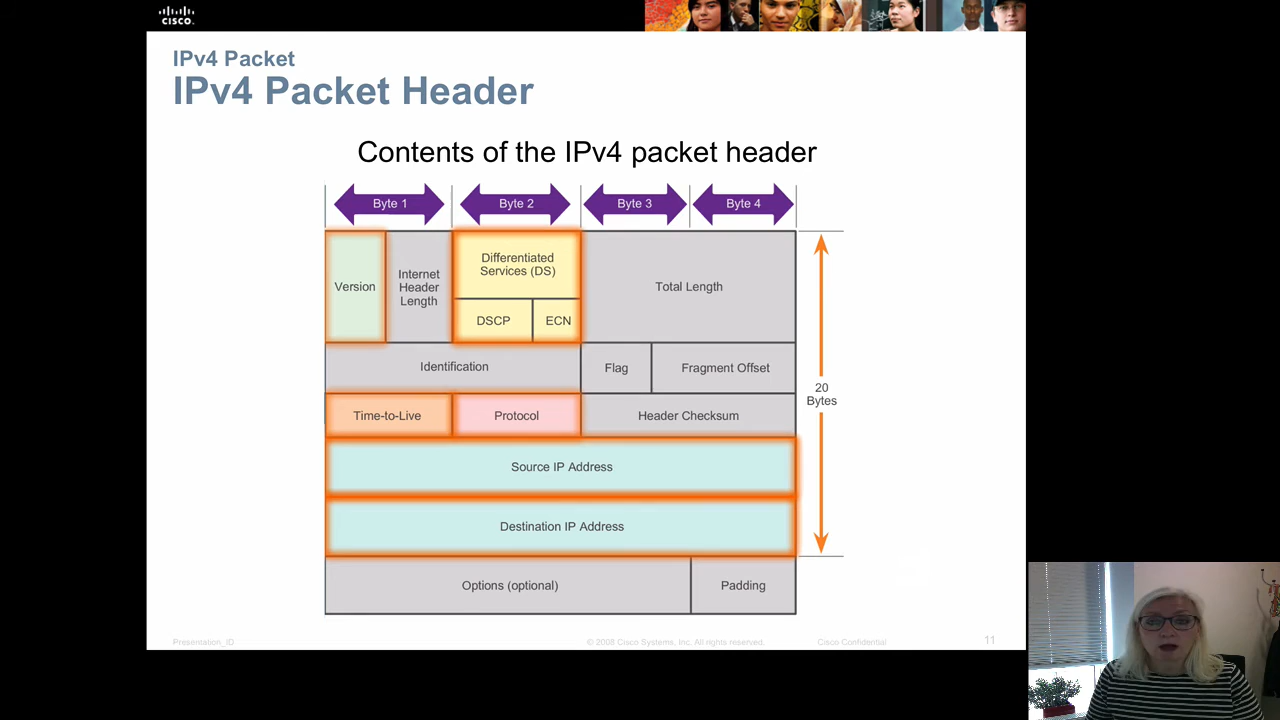 CISCO
IPv4 Packet
IPv4 Packet Header
Contents of the IPv4 packet header
Byte 1
Byte 2
Byte 3
Byte 4
Version
Internet
Header
Length
Differentiated
Services (DS)
DSCP
ECN
Total Length
Identification
Flag
Fragment Offset
20
Bytes
Time-to-Live
Protocol
Header Checksum
Source IP Address
Destination IP Address
Options (optional)
Padding
Presentation_ID
© 2008 Cisco Systems, Inc. All rights reserved.
Cisco Confidential
11